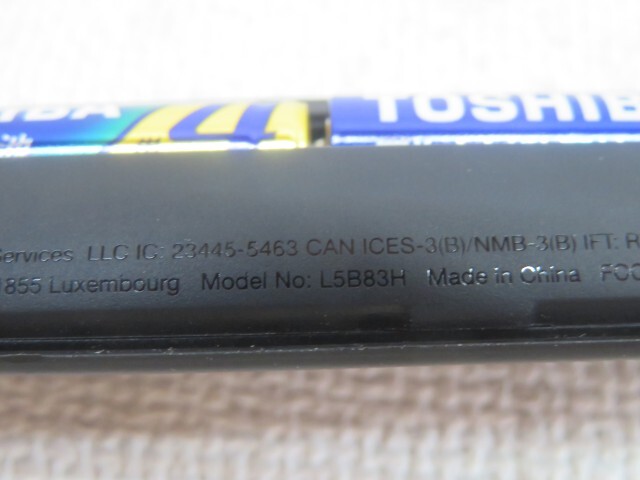 TOSHIB
Services LLC IC: 23445-5463 CAN ICES-3(B)/NMB-3(B) IFT: R
1855 Luxembourg Model No: L5B83H Made in China FCC